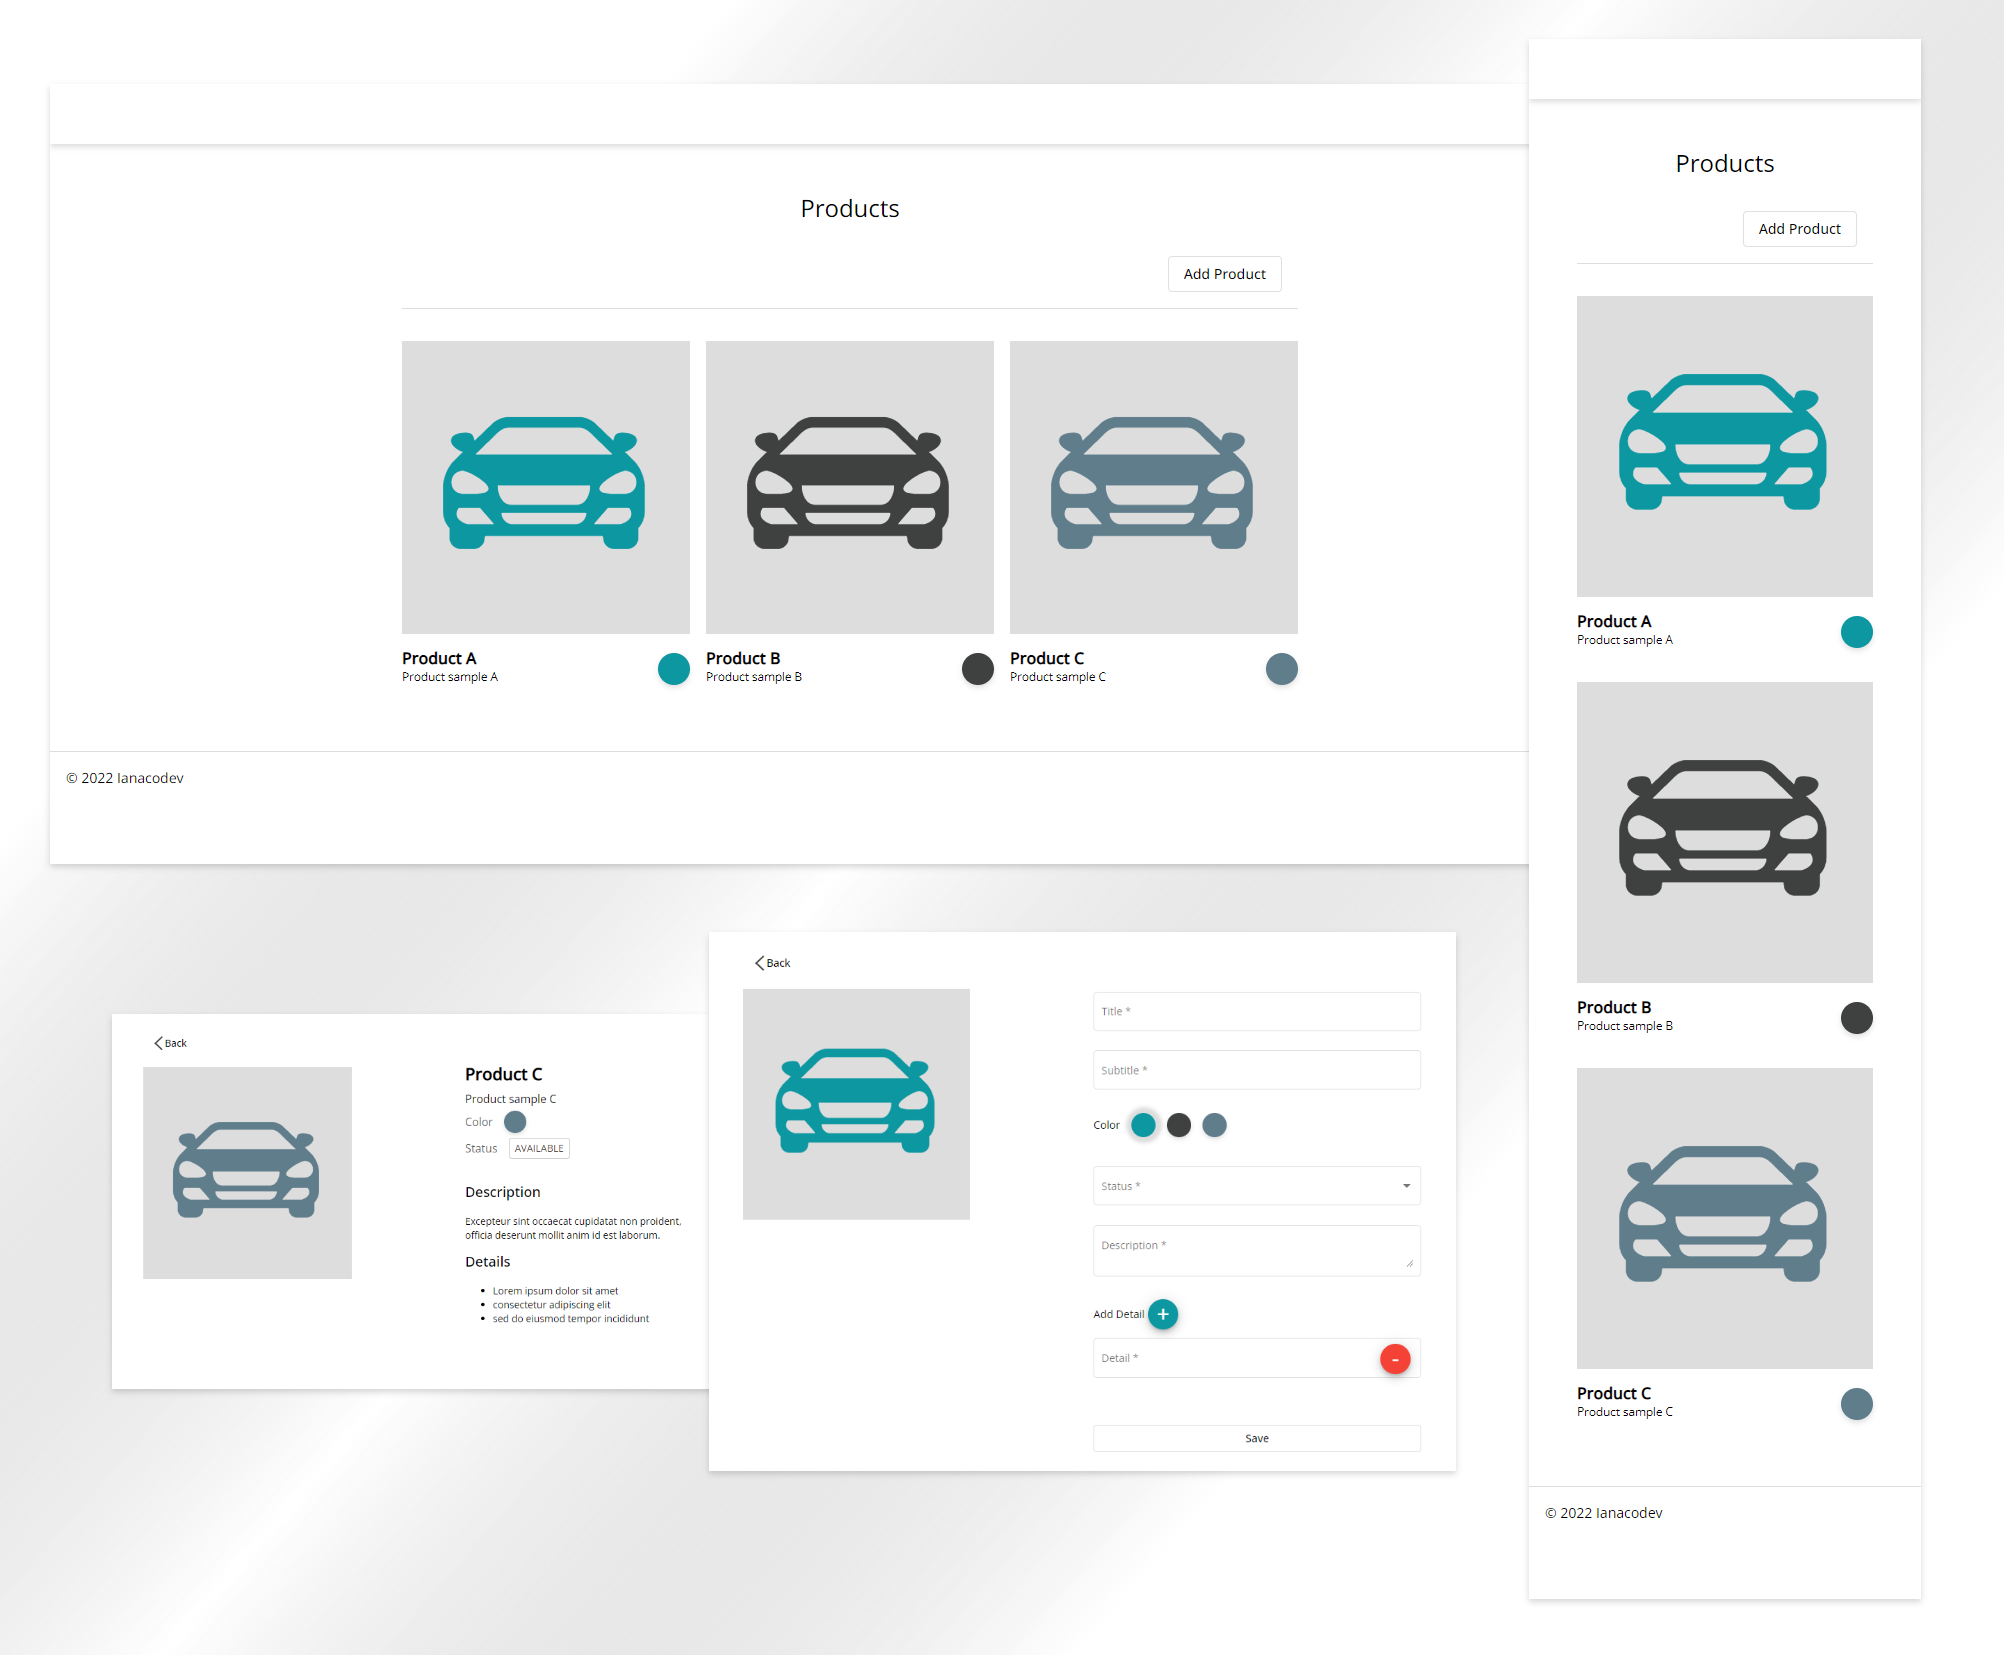 Products
Add Product
Product A
Product sample A
Product B
Product sample B
Product C
Product sample C
© 2022 Ianacodev
Products
Add Product
Product A
Product sample A
Product B
Product sample B
Product C
Product sample C
© 2022 Ianacodev
Back
Product C
Product sample C
Color
Status AVAILABLE
Description
Excepteur sint occaecat cupidatat non proident,
officia deserunt mollit anim id est laborum.
Details
• Lorem ipsum dolor sit amet
• consectetur adipiscing elit
• sed do eiusmod tempor incididunt
Back
Title *
Subtitle *
Color
Status *
Description *
Add Detail +
Detail * -
Save